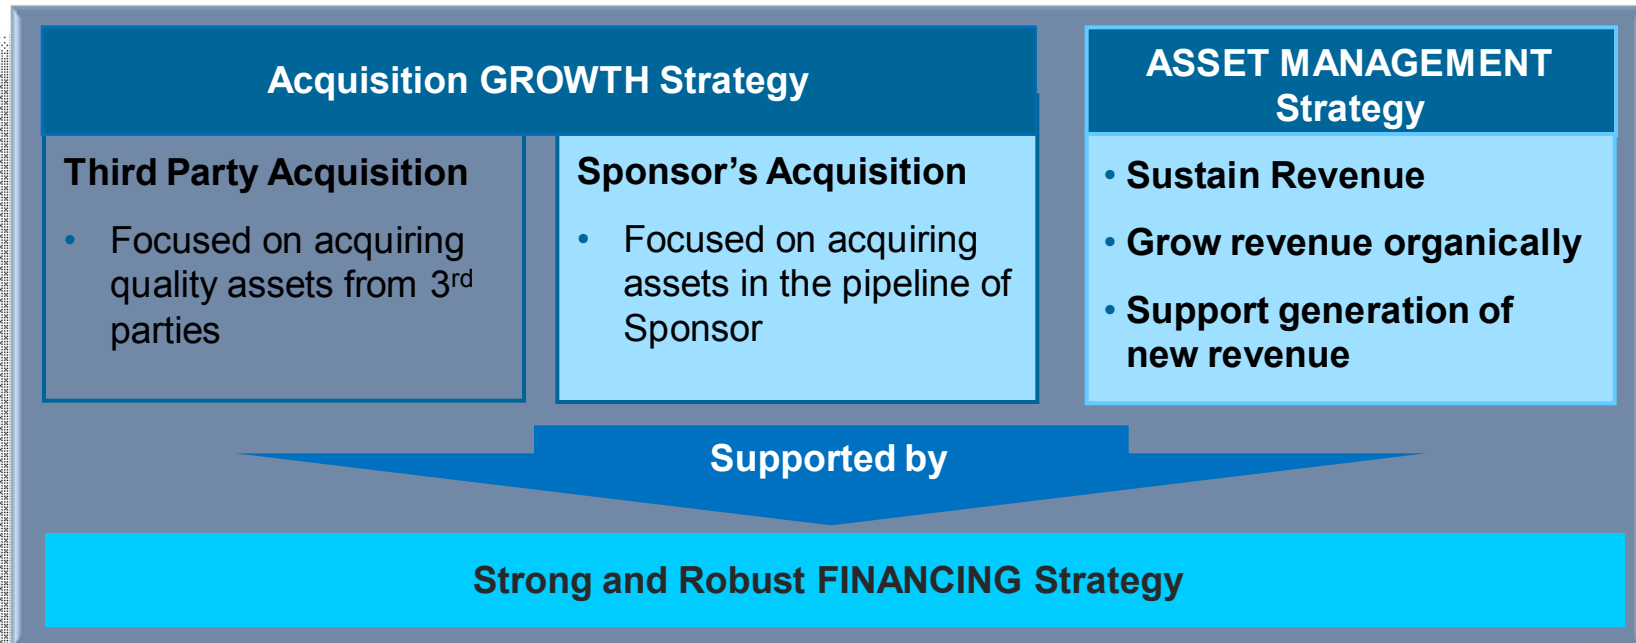 Acquisition GROWTH Strategy
Third Party Acquisition
• Focused on acquiring
quality assets from 3rd
parties
Sponsor’s Acquisition
• Focused on acquiring
assets in the pipeline of
Sponsor
ASSET MANAGEMENT
Strategy
• Sustain Revenue
• Grow revenue organically
• Support generation of
new revenue
Supported by
Strong and Robust FINANCING Strategy